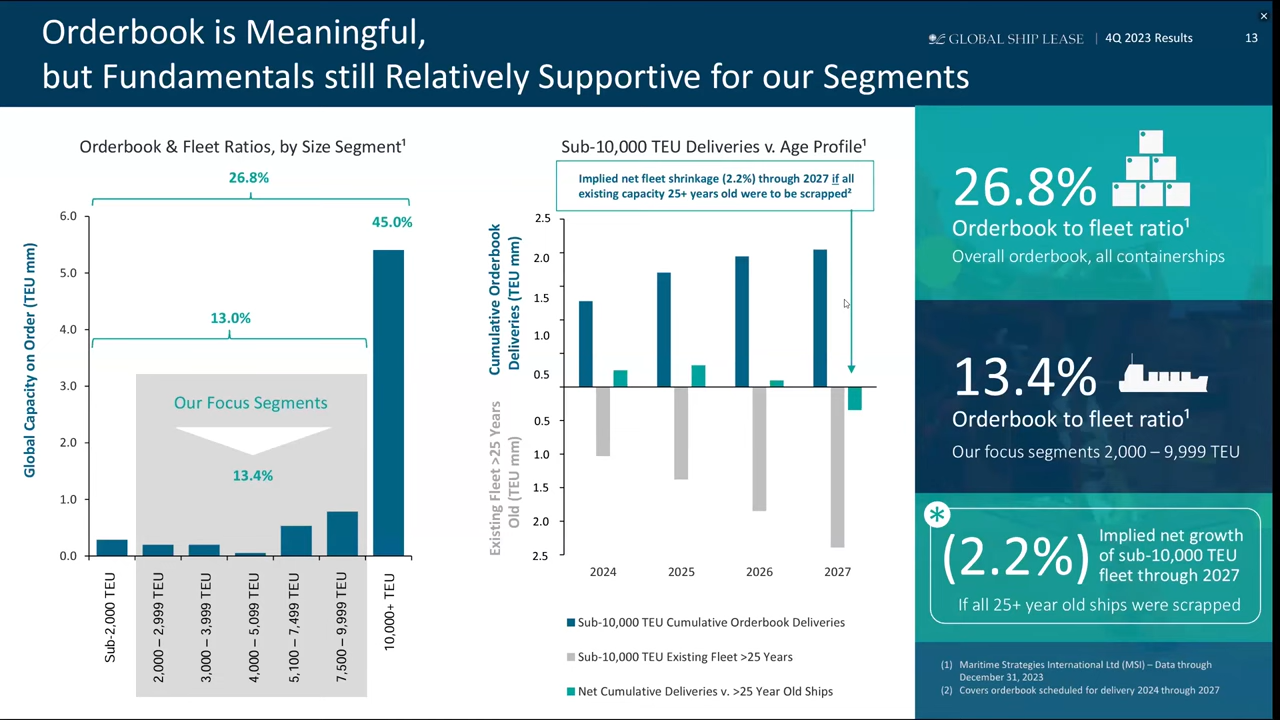 Orderbook is Meaningful,
but Fundamentals still Relatively Supportive for our Segments
GLOBAL SHIP LEASE | 4Q 2023 Results 13
×
Orderbook & Fleet Ratios, by Size Segment¹
26.8%
45.0%
13.0%
Our Focus Segments
13.4%
Global Capacity on Order (TEU mm)
6.0
5.0
4.0
3.0
2.0
1.0
0.0
Sub-2,000 TEU
2,000 – 2,999 TEU
3,000 – 3,999 TEU
4,000 – 5,099 TEU
5,100 – 7,499 TEU
7,500 – 9,999 TEU
10,000+ TEU
Sub-10,000 TEU Deliveries v. Age Profile¹
Implied net fleet shrinkage (2.2%) through 2027 if all
existing capacity 25+ years old were to be scrapped²
Cumulative Orderbook
Deliveries (TEU mm)
Existing Fleet >25 Years
Old (TEU mm)
2.5
2.0
1.5
1.0
0.5
0.5
1.0
1.5
2.0
2.5
2024 2025 2026 2027
Sub-10,000 TEU Cumulative Orderbook Deliveries
Sub-10,000 TEU Existing Fleet >25 Years
Net Cumulative Deliveries v. >25 Year Old Ships
26.8%
Orderbook to fleet ratio¹
Overall orderbook, all containerships
13.4%
Orderbook to fleet ratio¹
Our focus segments 2,000 – 9,999 TEU
*
(2.2%)
Implied net growth
of sub-10,000 TEU
fleet through 2027
If all 25+ year old ships were scrapped
(1) Maritime Strategies International Ltd (MSI) – Data through
December 31, 2023
(2) Covers orderbook scheduled for delivery 2024 through 2027